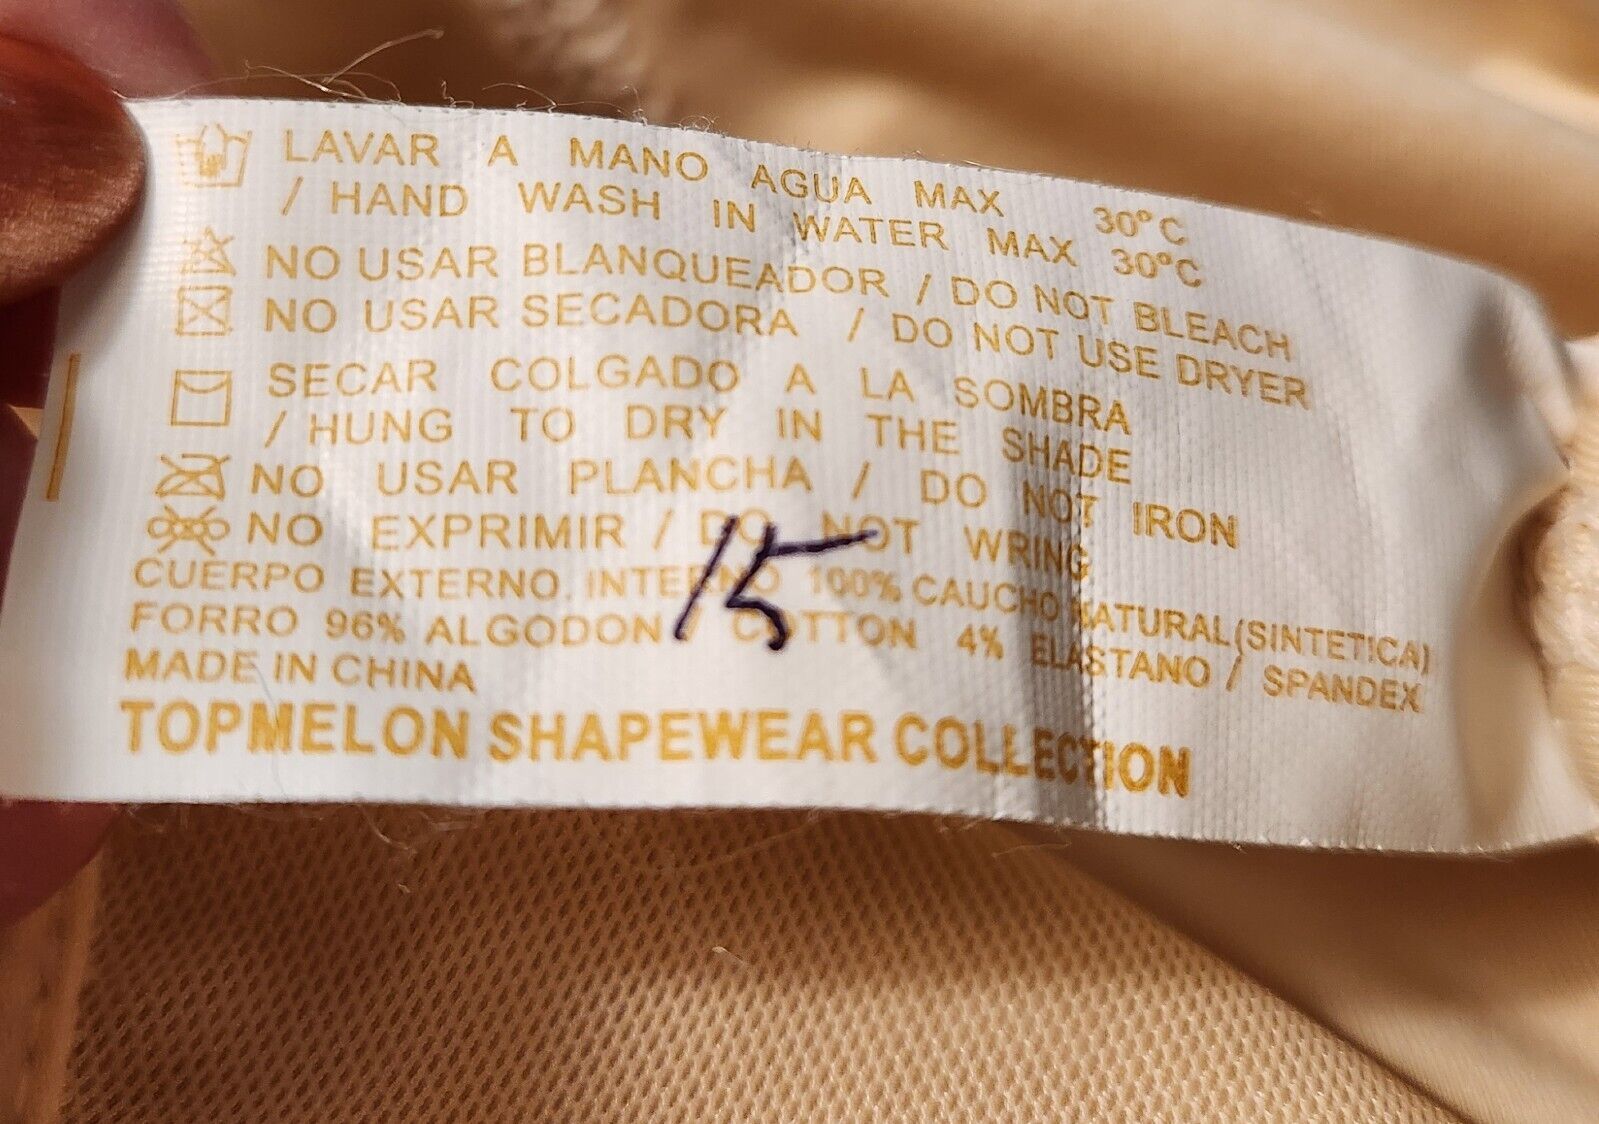 LAVAR A MANO AGUA MAX 30°C
/ HAND WASH IN WATER MAX 30°C
NO USAR BLANQUEADOR / DO NOT BLEACH
NO USAR SECADORA / DO NOT USE DRYER
SECAR COLGADO A LA SOMBRA
/ HUNG TO DRY IN THE SHADE
NO USAR PLANCHA / DO NOT IRON
NO EXPRIMIR / DO NOT WRING
15
CUERPO EXTERNO. INTERNO 100% CAUCHO NATURAL(SINTETICA)
FORRO 96% ALGODON / COTTON 4% ELASTANO / SPANDEX
MADE IN CHINA
TOPMELON SHAPEWEAR COLLECTION